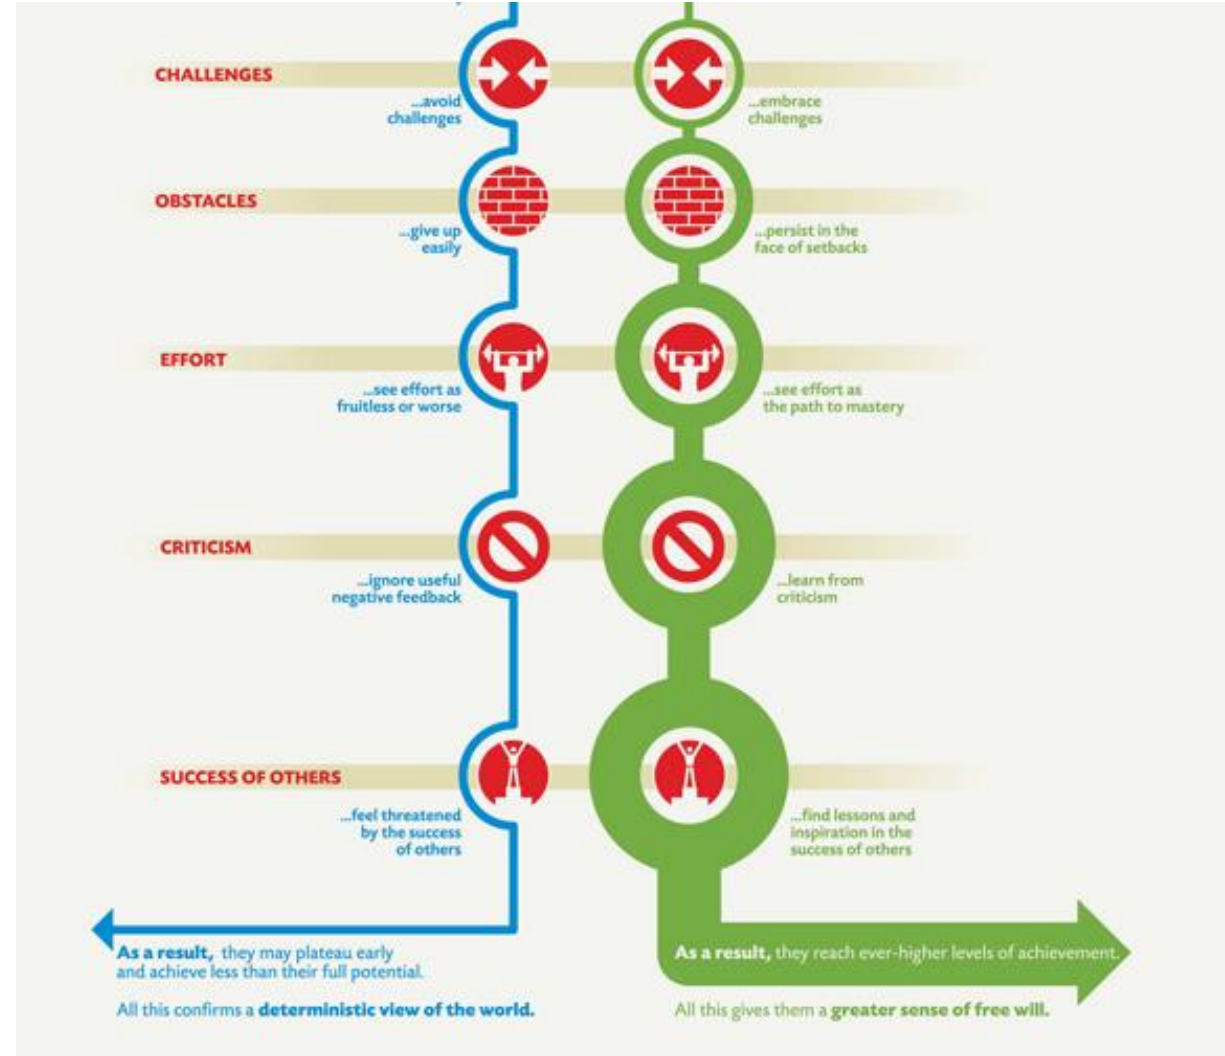 CHALLENGES
...avoid
challenges
...embrace
challenges
OBSTACLES
...give up
easily
...persist in the
face of setbacks
EFFORT
...see effort as
fruitless or worse
...see effort as
the path to mastery
CRITICISM
...ignore useful
negative feedback
...learn from
criticism
SUCCESS OF OTHERS
...feel threatened
by the success
of others
...find lessons and
inspiration in the
success of others
As a result, they may plateau early
and achieve less than their full potential.
All this confirms a deterministic view of the world.
As a result, they reach ever-higher levels of achievement.
All this gives them a greater sense of free will.